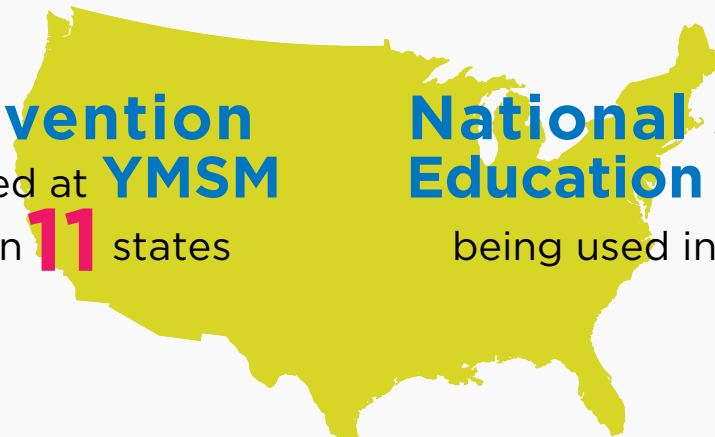 vention
ed at YMSM
n 11 states
National
Education
being used in